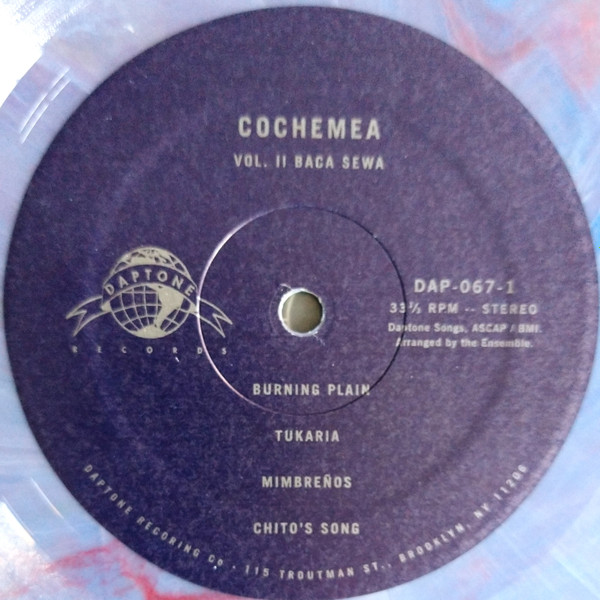 COCHEMEA
VOL. II BACA SEWA
DAPTONE
RECORDS
DAP-067-1
33⅓ RPM -- STEREO
Daptone Songs, ASCAP / BMI.
Arranged by the Ensemble.
BURNING PLAIN
TUKARIA
MIMBREÑOS
CHITO'S SONG
DAPTONE RECORING CO · 115 TROUTMAN ST., BROOKLYN, NY 11206